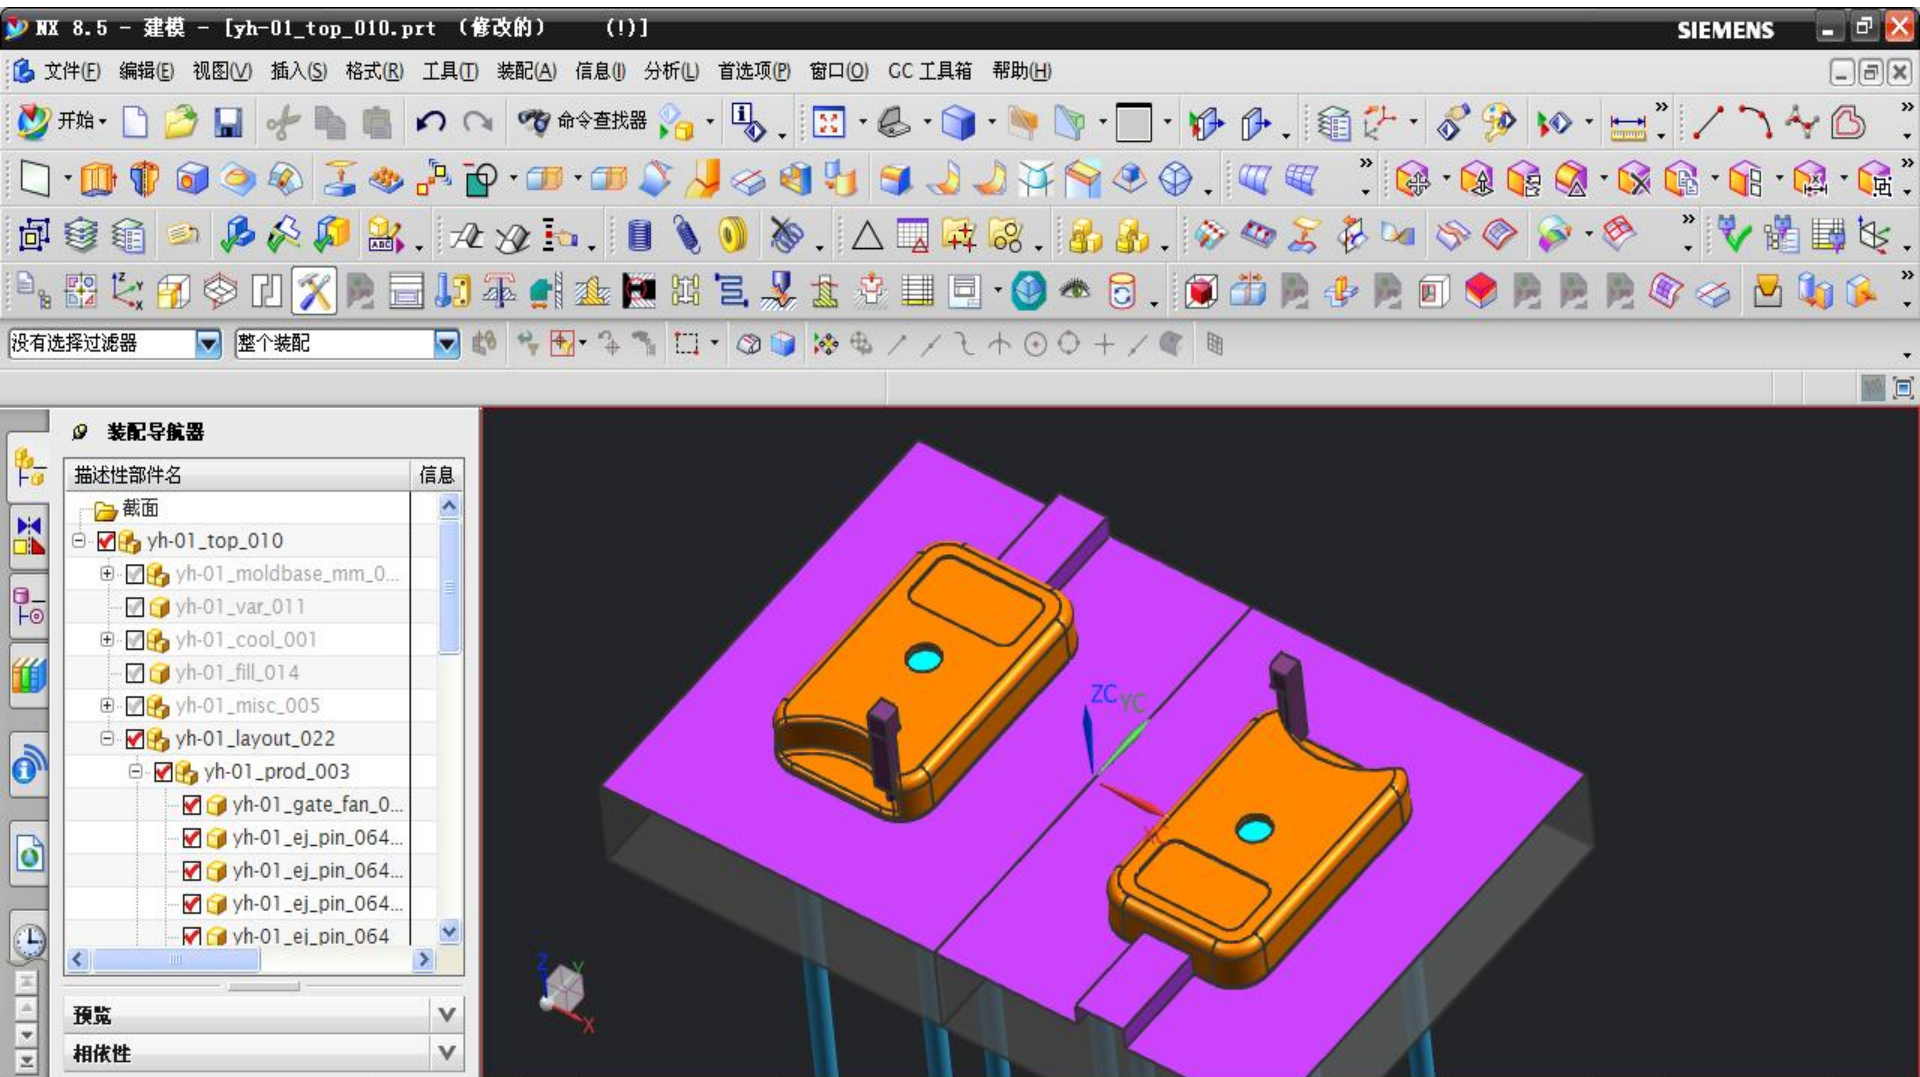 NX 8.5 - 建模 - [yh-01_top_010.prt （修改的） (!)]
SIEMENS
文件(F) 编辑(E) 视图(V) 插入(S) 格式(R) 工具(T) 装配(A) 信息(I) 分析(L) 首选项(P) 窗口(O) GC 工具箱 帮助(H)
开始 命令查找器
没有选择过滤器 整个装配
装配导航器
描述性部件名 信息
截面
yh-01_top_010
yh-01_moldbase_mm_0...
yh-01_var_011
yh-01_cool_001
yh-01_fill_014
yh-01_misc_005
yh-01_layout_022
yh-01_prod_003
yh-01_gate_fan_0...
yh-01_ej_pin_064...
yh-01_ej_pin_064...
yh-01_ej_pin_064...
yh-01_ej_pin_064
预览
相依性
ZC YC
XC
Z Y
X